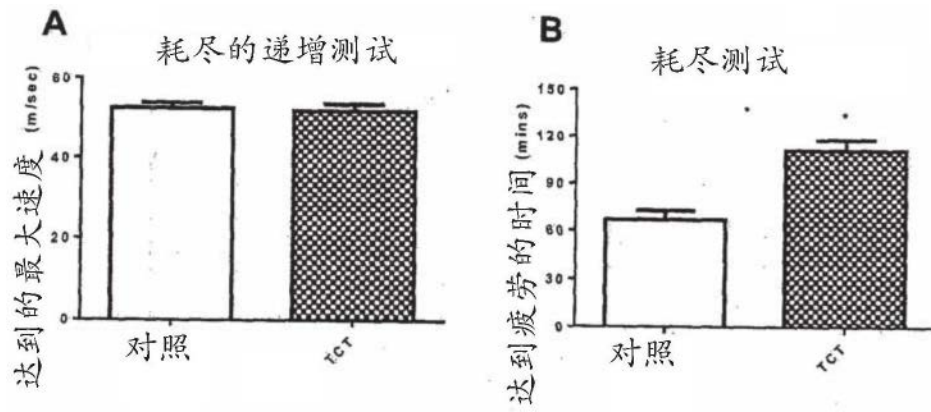 A
耗尽的递增测试
达到的最大速度 (m/sec)
60
40
20
0
对照
TCT
B
耗尽测试
达到疲劳的时间 (mins)
150
120
90
60
30
0
*
对照
TCT